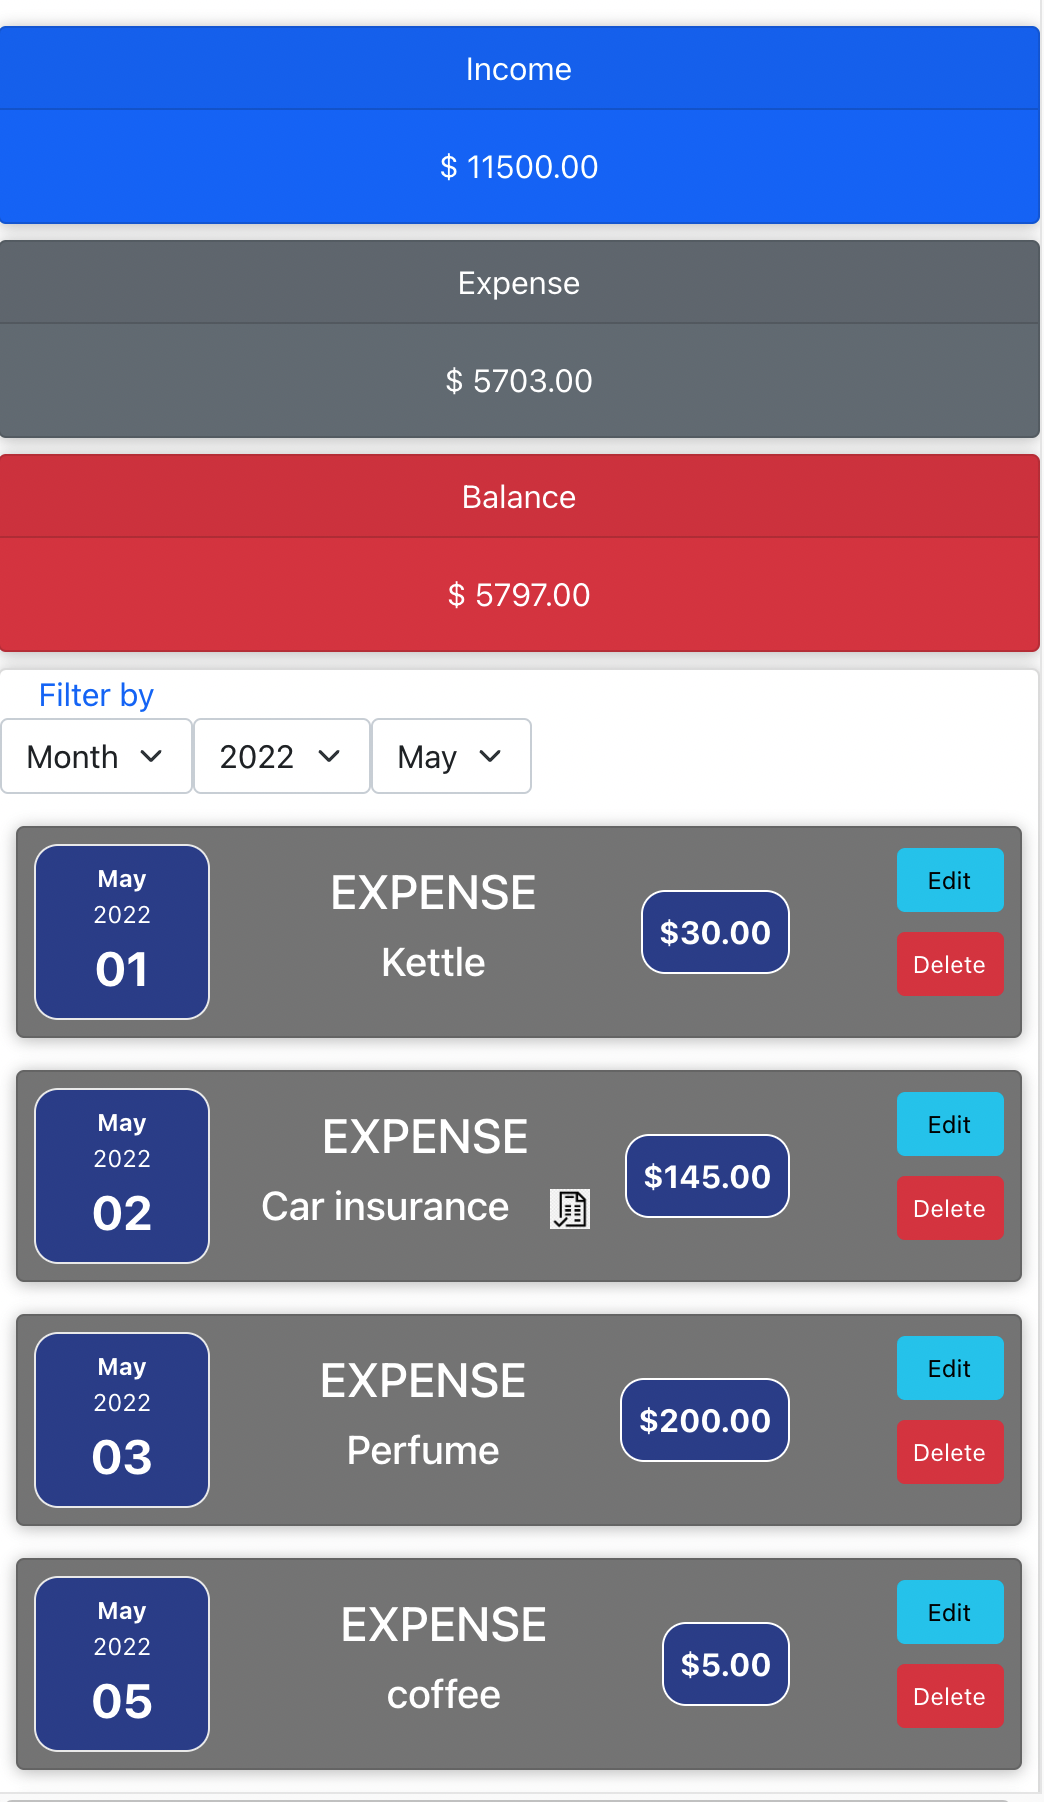 Income
$ 11500.00
Expense
$ 5703.00
Balance
$ 5797.00
Filter by
Month 2022 May
May
2022
01
EXPENSE
Kettle
$30.00
Edit
Delete
May
2022
02
EXPENSE
Car insurance
$145.00
Edit
Delete
May
2022
03
EXPENSE
Perfume
$200.00
Edit
Delete
May
2022
05
EXPENSE
coffee
$5.00
Edit
Delete